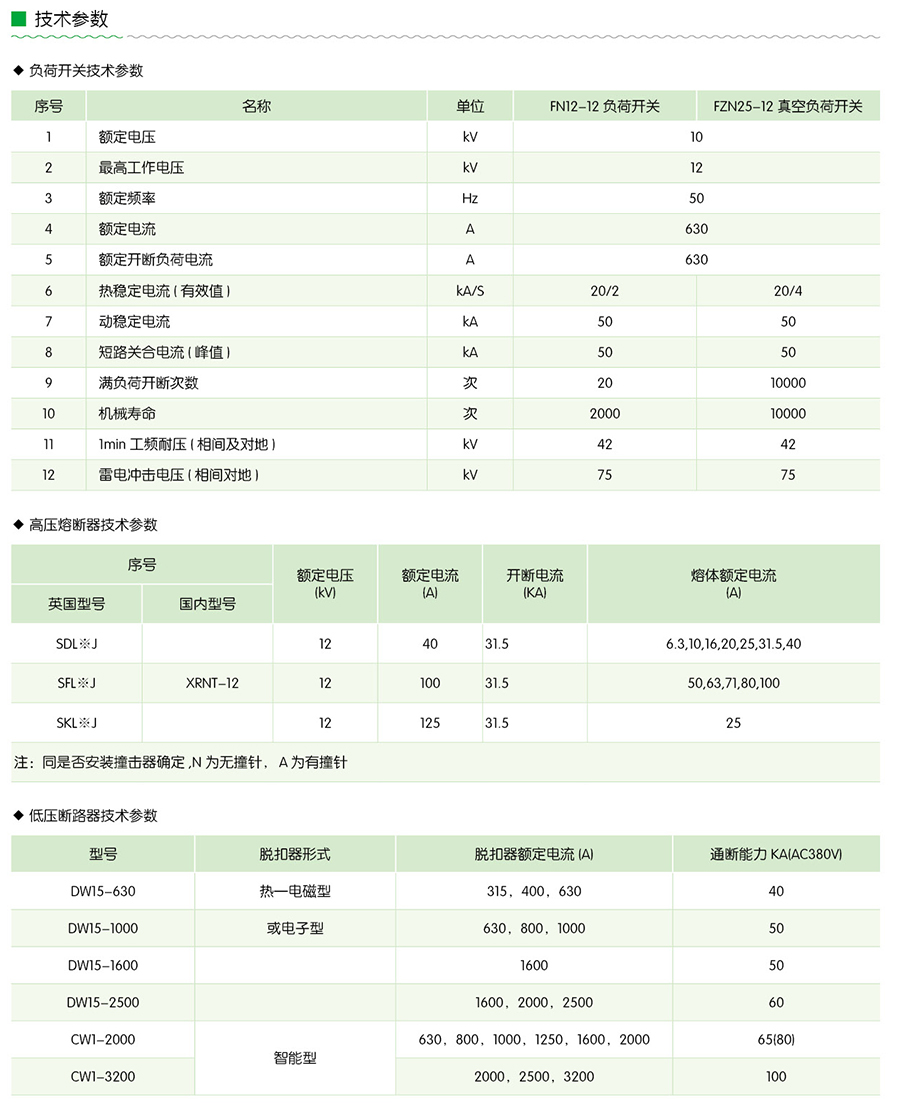 技术参数
◆ 负荷开关技术参数
序号 名称 单位 FN12-12 负荷开关 FZN25-12 真空负荷开关
1 额定电压 kV 10
2 最高工作电压 kV 12
3 额定频率 Hz 50
4 额定电流 A 630
5 额定开断负荷电流 A 630
6 热稳定电流 ( 有效值 ) kA/S 20/2 20/4
7 动稳定电流 kA 50 50
8 短路关合电流 ( 峰值 ) kA 50 50
9 满负荷开断次数 次 20 10000
10 机械寿命 次 2000 10000
11 1min 工频耐压 ( 相间及对地 ) kV 42 42
12 雷电冲击电压 ( 相间对地 ) kV 75 75
◆ 高压熔断器技术参数
序号 额定电压 (kV) 额定电流 (A) 开断电流 (KA) 熔体额定电流 (A)
英国型号 国内型号
SDL※J 12 40 31.5 6.3,10,16,20,25,31.5,40
SFL※J XRNT-12 12 100 31.5 50,63,71,80,100
SKL※J 12 125 31.5 25
注：同是否安装撞击器确定 ,N 为无撞针， A 为有撞针
◆ 低压断路器技术参数
型号 脱扣器形式 脱扣器额定电流 (A) 通断能力 KA(AC380V)
DW15-630 热一电磁型 315，400，630 40
DW15-1000 或电子型 630，800，1000 50
DW15-1600 1600 50
DW15-2500 1600，2000，2500 60
CW1-2000 智能型 630，800，1000，1250，1600，2000 65(80)
CW1-3200 2000，2500，3200 100